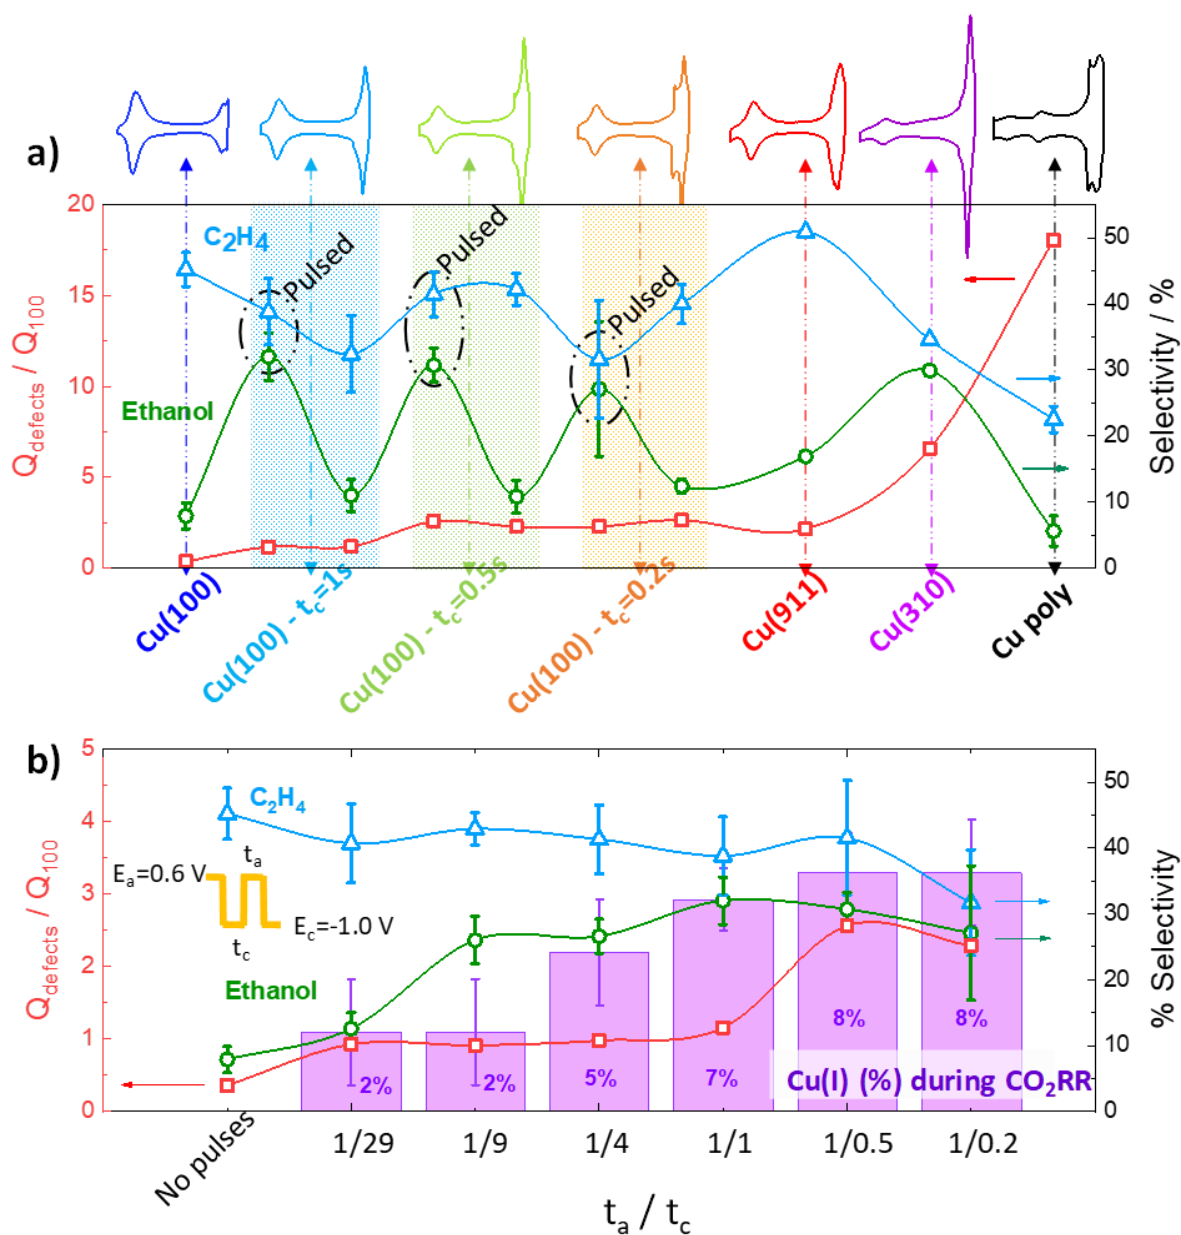 a)
20
15
10
5
0
Q_defects / Q_100
C₂H₄
Ethanol
Pulsed
Pulsed
Pulsed
50
40
30
20
10
0
Selectivity / %
Cu(100)
Cu(100) - t_c=1s
Cu(100) - t_c=0.5s
Cu(100) - t_c=0.2s
Cu(911)
Cu(310)
Cu poly
b)
5
4
3
2
1
0
Q_defects / Q_100
C₂H₄
t_a
E_a=0.6 V
E_c=-1.0 V
t_c
Ethanol
2%
2%
5%
7%
8%
8%
Cu(I) (%) during CO₂RR
50
40
30
20
10
0
% Selectivity
No pulses
1/29
1/9
1/4
1/1
1/0.5
1/0.2
t_a / t_c